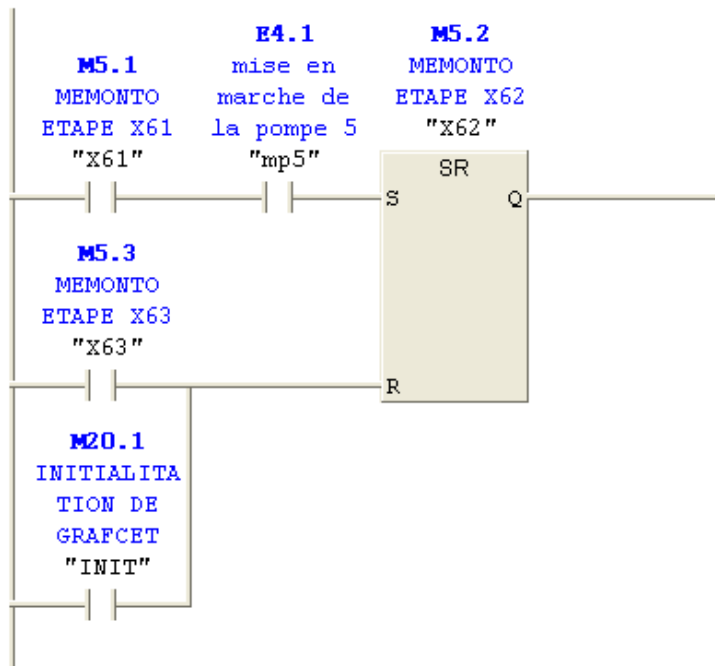 M5.1
MEMONTO
ETAPE X61
"X61"
E4.1
mise en
marche de
la pompe 5
"mp5"
M5.2
MEMONTO
ETAPE X62
"X62"
SR
S
Q
M5.3
MEMONTO
ETAPE X63
"X63"
R
M20.1
INITIALITA
TION DE
GRAFCET
"INIT"